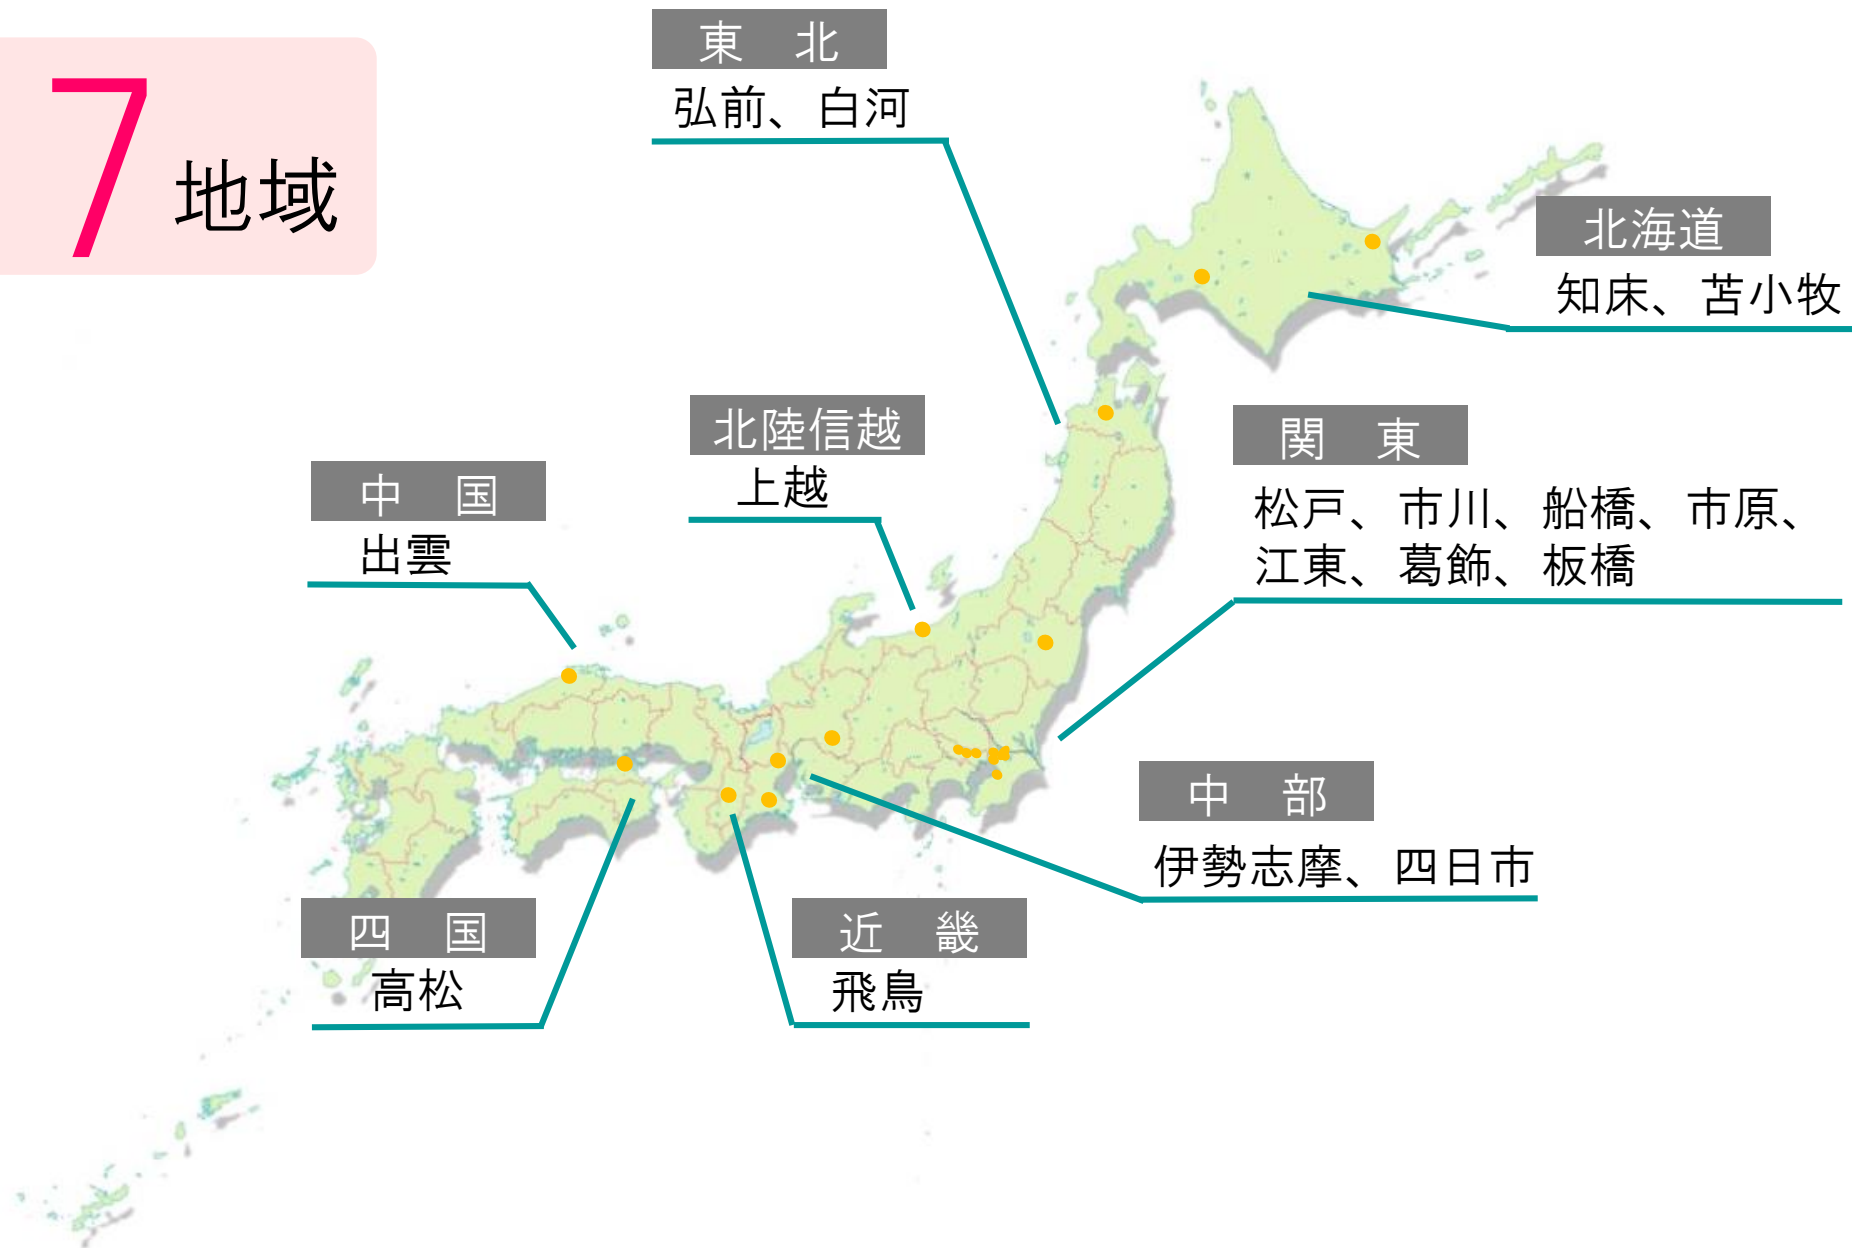 7地域
東 北
弘前、白河
北海道
知床、苫小牧
北陸信越
上越
関 東
松戸、市川、船橋、市原、
江東、葛飾、板橋
中 国
出雲
中 部
伊勢志摩、四日市
四 国
高松
近 畿
飛鳥